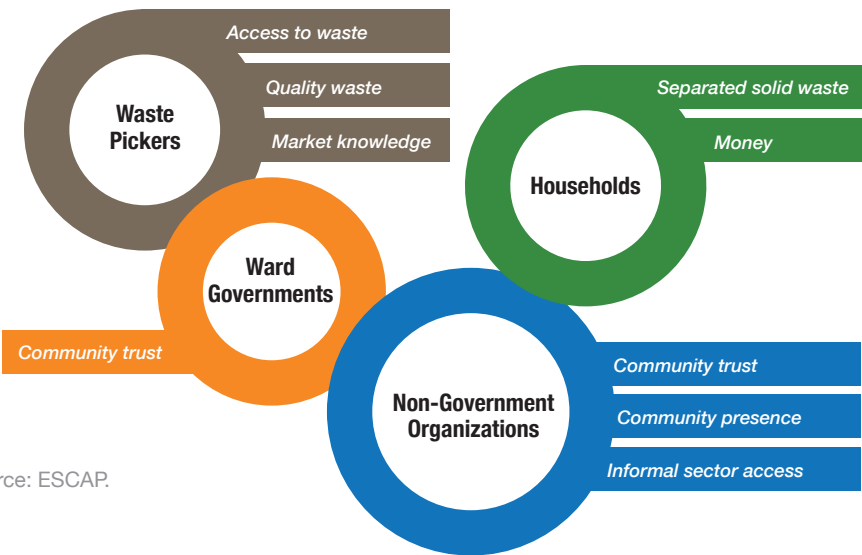 Access to waste
Quality waste
Market knowledge
Waste
Pickers
Separated solid waste
Money
Households
Ward
Governments
Community trust
Non-Government
Organizations
Community trust
Community presence
Informal sector access
rce: ESCAP.